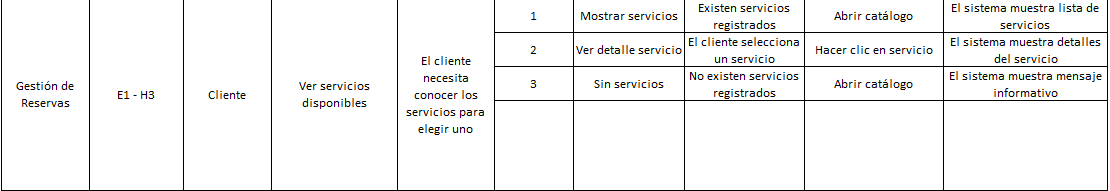 Gestión de
Reservas
E1 - H3
Cliente
Ver servicios
disponibles
El cliente
necesita
conocer los
servicios para
elegir uno
1
Mostrar servicios
Existen servicios
registrados
Abrir catálogo
El sistema muestra lista de
servicios
2
Ver detalle servicio
El cliente selecciona
un servicio
Hacer clic en servicio
El sistema muestra detalles
del servicio
3
Sin servicios
No existen servicios
registrados
Abrir catálogo
El sistema muestra mensaje
informativo